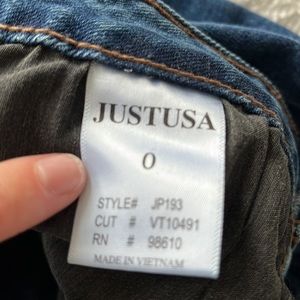 JUSTUSA
0
STYLE# JP193
CUT # VT10491
RN # 98610
MADE IN VIETNAM